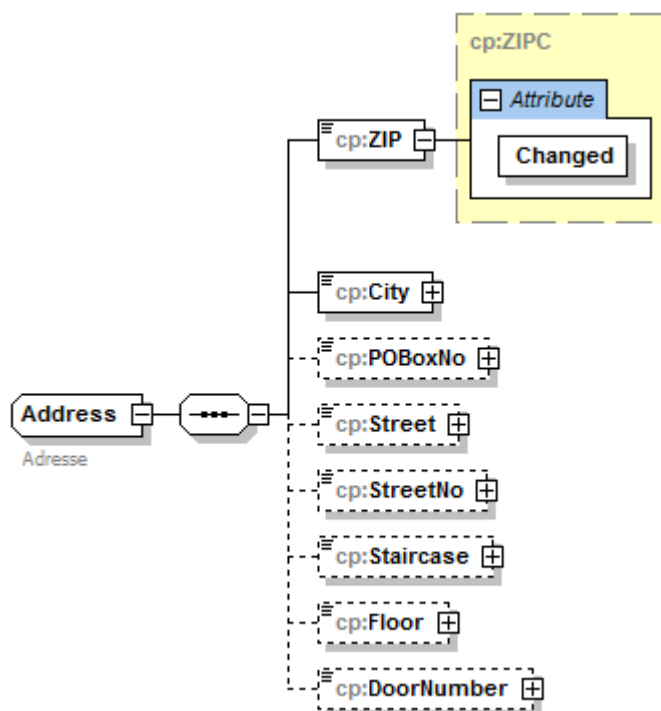 cp:ZIPC
Attribute
cp:ZIP
Changed
cp:City
cp:POBoxNo
Address
cp:Street
Adresse
cp:StreetNo
cp:Staircase
cp:Floor
cp:DoorNumber